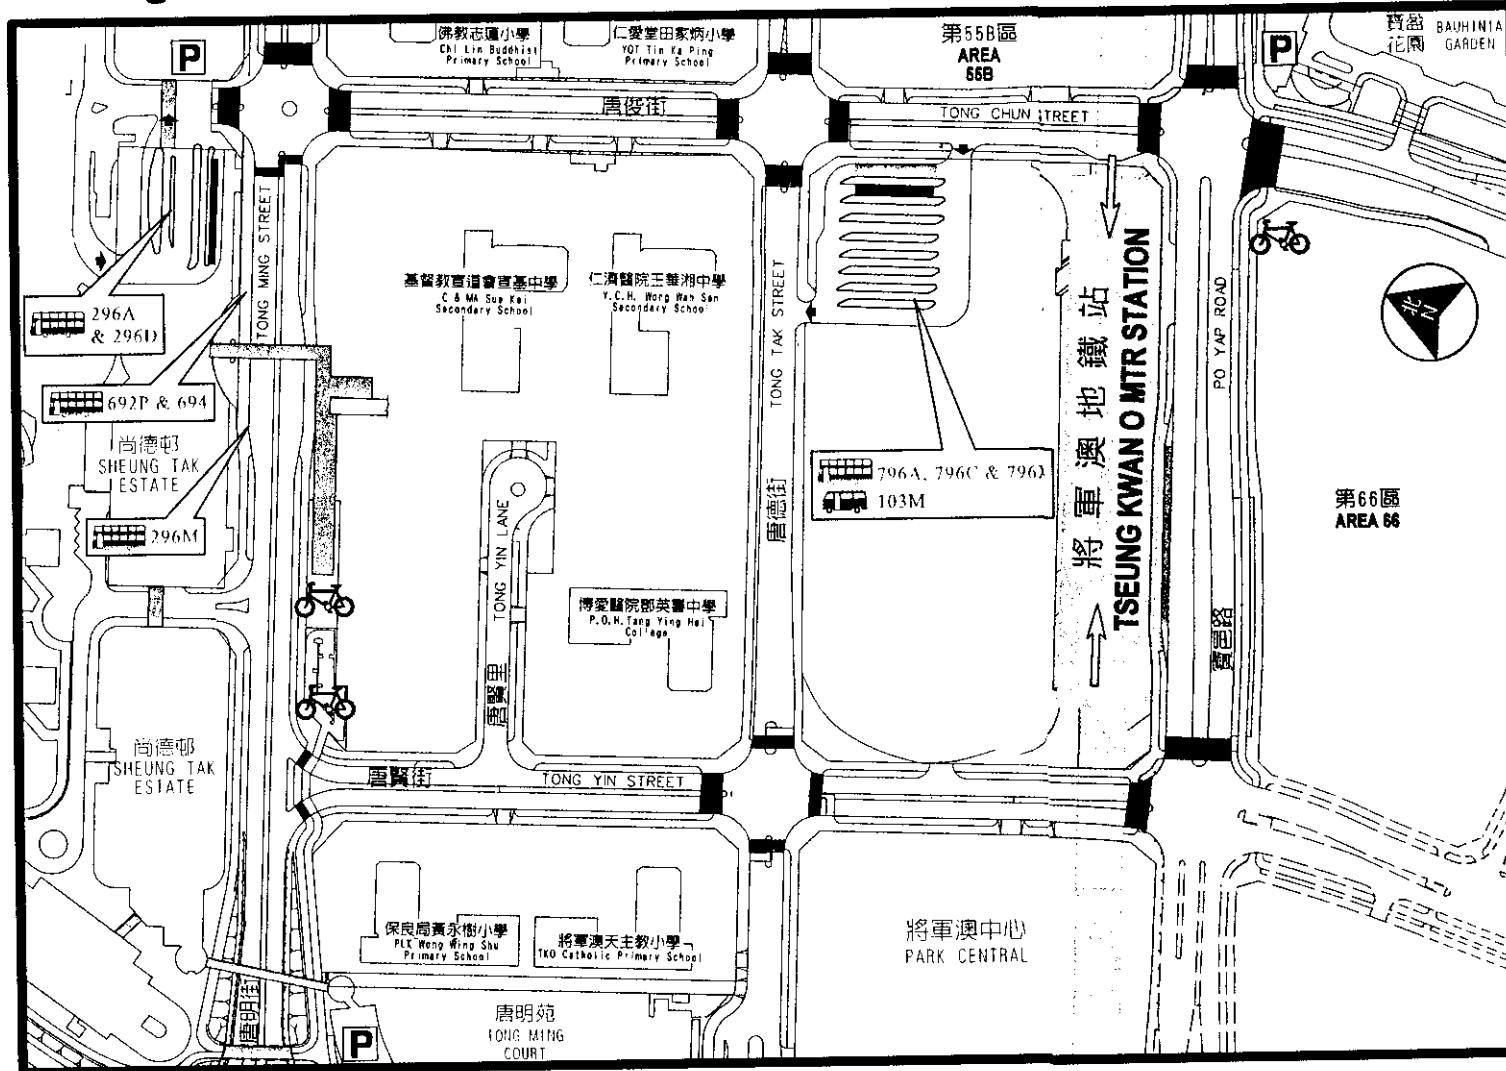 P
佛教志蓮小學
Chi Lin Buddhist
Primary School
仁愛堂田家炳小學
YOT Tin Ka Ping
Primary School
第55B區
AREA
55B
P
寶盈
花園
BAUHINIA
GARDEN
唐俊街
TONG CHUN STREET
TONG MING STREET
基督教宣道會宣基中學
C & MA Sun Kei
Secondary School
仁濟醫院王華湘中學
Y.C.H. Wong Wah San
Secondary School
TONG TAK STREET
唐德街
將軍澳地鐵站
TSEUNG KWAN O MTR STATION
PO YAP ROAD
寶邑路
北
N
296A
& 296D
692P & 694
尚德邨
SHEUNG TAK
ESTATE
296M
796A, 796C & 796X
103M
第66區
AREA 66
TONG YIN LANE
唐賢里
博愛醫院鄧英喜中學
P.O.H. Tang Ying Hei
College
尚德邨
SHEUNG TAK
ESTATE
唐賢街
TONG YIN STREET
保良局黃永樹小學
PLK Wong Wing Shu
Primary School
將軍澳天主教小學
TKO Catholic Primary School
將軍澳中心
PARK CENTRAL
唐明街
P
唐明苑
TONG MING
COURT